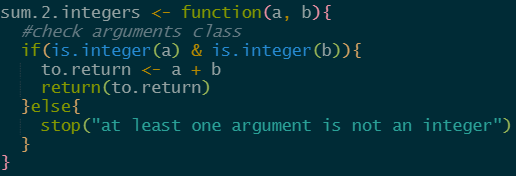 sum.2.integers <- function(a, b){
  #check arguments class
  if(is.integer(a) & is.integer(b)){
    to.return <- a + b
    return(to.return)
  }else{
    stop("at least one argument is not an integer")
  }
}